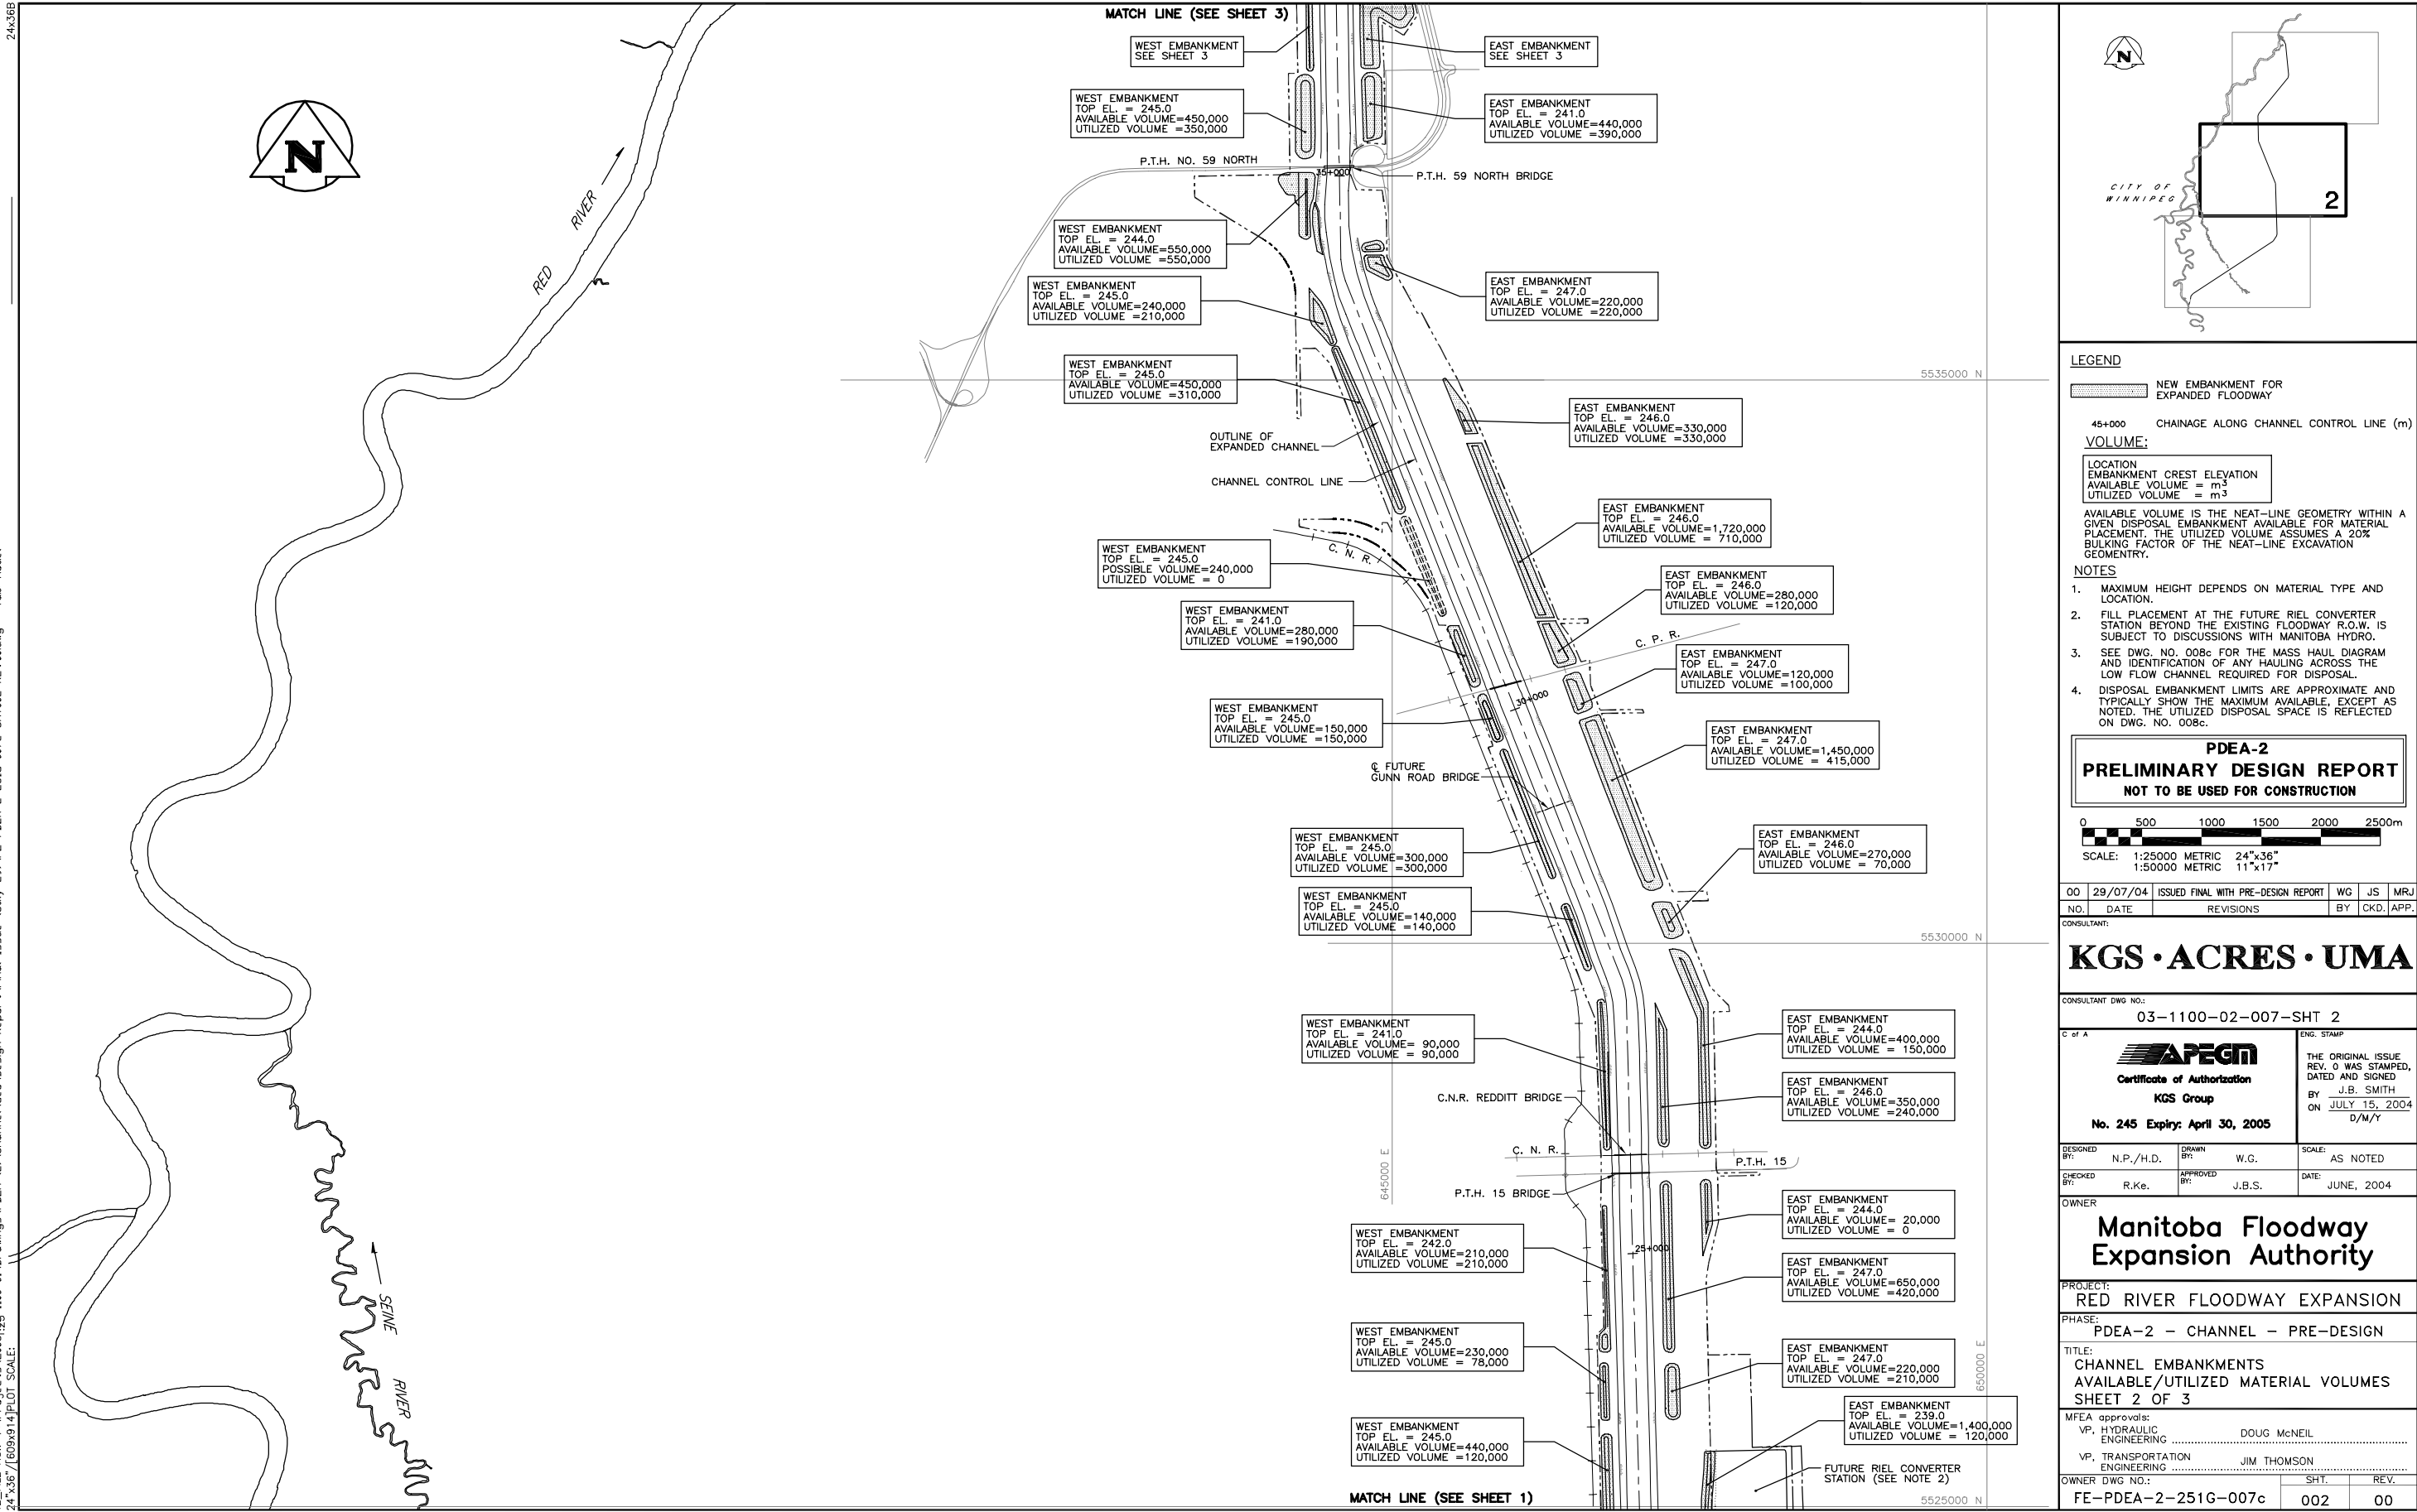 24x36B
MATCH LINE (SEE SHEET 3)
WEST EMBANKMENT
SEE SHEET 3
EAST EMBANKMENT
SEE SHEET 3
WEST EMBANKMENT
TOP EL. = 245.0
AVAILABLE VOLUME=450,000
UTILIZED VOLUME =350,000
EAST EMBANKMENT
TOP EL. = 241.0
AVAILABLE VOLUME=440,000
UTILIZED VOLUME =390,000
N
P.T.H. NO. 59 NORTH
35+000
P.T.H. 59 NORTH BRIDGE
RED RIVER
WEST EMBANKMENT
TOP EL. = 244.0
AVAILABLE VOLUME=550,000
UTILIZED VOLUME =550,000
WEST EMBANKMENT
TOP EL. = 245.0
AVAILABLE VOLUME=240,000
UTILIZED VOLUME =210,000
EAST EMBANKMENT
TOP EL. = 247.0
AVAILABLE VOLUME=220,000
UTILIZED VOLUME =220,000
WEST EMBANKMENT
TOP EL. = 245.0
AVAILABLE VOLUME=450,000
UTILIZED VOLUME =310,000
5535000 N
EAST EMBANKMENT
TOP EL. = 246.0
AVAILABLE VOLUME=330,000
UTILIZED VOLUME =330,000
OUTLINE OF
EXPANDED CHANNEL
CHANNEL CONTROL LINE
EAST EMBANKMENT
TOP EL. = 246.0
AVAILABLE VOLUME=1,720,000
UTILIZED VOLUME = 710,000
C. N. R.
WEST EMBANKMENT
TOP EL. = 245.0
POSSIBLE VOLUME=240,000
UTILIZED VOLUME = 0
EAST EMBANKMENT
TOP EL. = 246.0
AVAILABLE VOLUME=280,000
UTILIZED VOLUME =120,000
WEST EMBANKMENT
TOP EL. = 241.0
AVAILABLE VOLUME=280,000
UTILIZED VOLUME =190,000
C. P. R.
EAST EMBANKMENT
TOP EL. = 247.0
AVAILABLE VOLUME=120,000
UTILIZED VOLUME =100,000
30+000
WEST EMBANKMENT
TOP EL. = 245.0
AVAILABLE VOLUME=150,000
UTILIZED VOLUME =150,000
EAST EMBANKMENT
TOP EL. = 247.0
AVAILABLE VOLUME=1,450,000
UTILIZED VOLUME = 415,000
℄ FUTURE
GUNN ROAD BRIDGE
WEST EMBANKMENT
TOP EL. = 245.0
AVAILABLE VOLUME=300,000
UTILIZED VOLUME =300,000
EAST EMBANKMENT
TOP EL. = 246.0
AVAILABLE VOLUME=270,000
UTILIZED VOLUME = 70,000
WEST EMBANKMENT
TOP EL. = 245.0
AVAILABLE VOLUME=140,000
UTILIZED VOLUME =140,000
5530000 N
WEST EMBANKMENT
TOP EL. = 241.0
AVAILABLE VOLUME= 90,000
UTILIZED VOLUME = 90,000
EAST EMBANKMENT
TOP EL. = 244.0
AVAILABLE VOLUME=400,000
UTILIZED VOLUME = 150,000
EAST EMBANKMENT
TOP EL. = 246.0
AVAILABLE VOLUME=350,000
UTILIZED VOLUME =240,000
C.N.R. REDDITT BRIDGE
C. N. R.
P.T.H. 15
P.T.H. 15 BRIDGE
645000 E
EAST EMBANKMENT
TOP EL. = 244.0
AVAILABLE VOLUME= 20,000
UTILIZED VOLUME = 0
WEST EMBANKMENT
TOP EL. = 242.0
AVAILABLE VOLUME=210,000
UTILIZED VOLUME =210,000
25+000
EAST EMBANKMENT
TOP EL. = 247.0
AVAILABLE VOLUME=650,000
UTILIZED VOLUME =420,000
SEINE RIVER
WEST EMBANKMENT
TOP EL. = 245.0
AVAILABLE VOLUME=230,000
UTILIZED VOLUME = 78,000
EAST EMBANKMENT
TOP EL. = 247.0
AVAILABLE VOLUME=220,000
UTILIZED VOLUME =210,000
650000 E
EAST EMBANKMENT
TOP EL. = 239.0
AVAILABLE VOLUME=1,400,000
UTILIZED VOLUME = 120,000
WEST EMBANKMENT
TOP EL. = 245.0
AVAILABLE VOLUME=440,000
UTILIZED VOLUME =120,000
FUTURE RIEL CONVERTER
STATION (SEE NOTE 2)
MATCH LINE (SEE SHEET 1)
5525000 N
24"x36"/[609x914]PLOT SCALE:
N
CITY OF
WINNIPEG
2
LEGEND
NEW EMBANKMENT FOR
EXPANDED FLOODWAY
45+000 CHAINAGE ALONG CHANNEL CONTROL LINE (m)
VOLUME:
LOCATION
EMBANKMENT CREST ELEVATION
AVAILABLE VOLUME = m³
UTILIZED VOLUME = m³
AVAILABLE VOLUME IS THE NEAT-LINE GEOMETRY WITHIN A
GIVEN DISPOSAL EMBANKMENT AVAILABLE FOR MATERIAL
PLACEMENT. THE UTILIZED VOLUME ASSUMES A 20%
BULKING FACTOR OF THE NEAT-LINE EXCAVATION
GEOMENTRY.
NOTES
1. MAXIMUM HEIGHT DEPENDS ON MATERIAL TYPE AND
LOCATION.
2. FILL PLACEMENT AT THE FUTURE RIEL CONVERTER
STATION BEYOND THE EXISTING FLOODWAY R.O.W. IS
SUBJECT TO DISCUSSIONS WITH MANITOBA HYDRO.
3. SEE DWG. NO. 008c FOR THE MASS HAUL DIAGRAM
AND IDENTIFICATION OF ANY HAULING ACROSS THE
LOW FLOW CHANNEL REQUIRED FOR DISPOSAL.
4. DISPOSAL EMBANKMENT LIMITS ARE APPROXIMATE AND
TYPICALLY SHOW THE MAXIMUM AVAILABLE, EXCEPT AS
NOTED. THE UTILIZED DISPOSAL SPACE IS REFLECTED
ON DWG. NO. 008c.
PDEA-2
PRELIMINARY DESIGN REPORT
NOT TO BE USED FOR CONSTRUCTION
0 500 1000 1500 2000 2500m
SCALE: 1:25000 METRIC 24"x36"
1:50000 METRIC 11"x17"
00 29/07/04 ISSUED FINAL WITH PRE-DESIGN REPORT WG JS MRJ
NO. DATE REVISIONS BY CKD. APP.
CONSULTANT:
KGS • ACRES • UMA
CONSULTANT DWG NO.:
03-1100-02-007-SHT 2
C of A
APEGM
Certificate of Authorization
KGS Group
No. 245 Expiry: April 30, 2005
ENG. STAMP
THE ORIGINAL ISSUE
REV. 0 WAS STAMPED,
DATED AND SIGNED
BY J.B. SMITH
ON JULY 15, 2004
D/M/Y
DESIGNED BY: N.P./H.D. DRAWN BY: W.G. SCALE: AS NOTED
CHECKED BY: R.Ke. APPROVED BY: J.B.S. DATE: JUNE, 2004
OWNER
Manitoba Floodway
Expansion Authority
PROJECT:
RED RIVER FLOODWAY EXPANSION
PHASE:
PDEA-2 - CHANNEL - PRE-DESIGN
TITLE:
CHANNEL EMBANKMENTS
AVAILABLE/UTILIZED MATERIAL VOLUMES
SHEET 2 OF 3
MFEA approvals:
VP, HYDRAULIC
ENGINEERING DOUG McNEIL
VP, TRANSPORTATION
ENGINEERING JIM THOMSON
OWNER DWG NO.: SHT. REV.
FE-PDEA-2-251G-007c 002 00